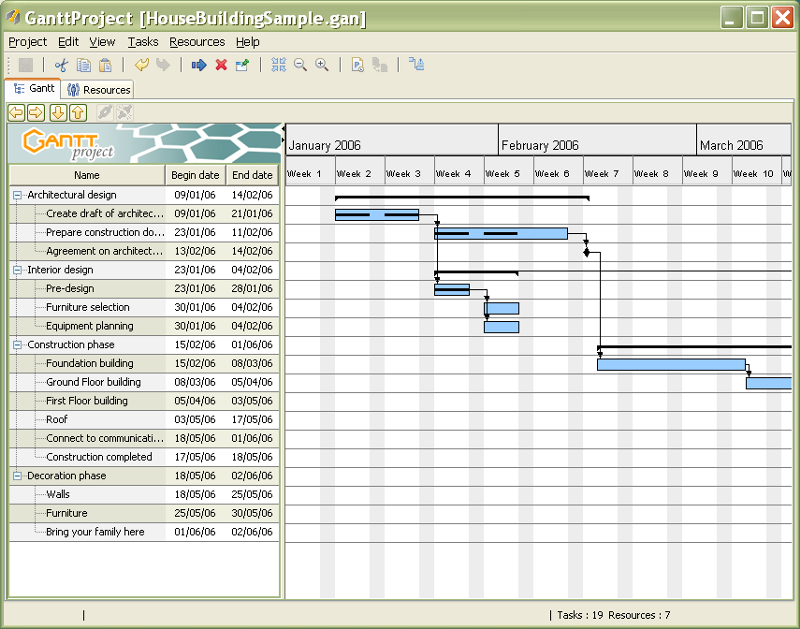 GanttProject [HouseBuildingSample.gan]
Project Edit View Tasks Resources Help
Gantt Resources
GANTT project
January 2006 February 2006 March 2006
Name Begin date End date Week 1 Week 2 Week 3 Week 4 Week 5 Week 6 Week 7 Week 8 Week 9 Week 10 W
Architectural design 09/01/06 14/02/06
Create draft of architec... 09/01/06 21/01/06
Prepare construction do... 23/01/06 11/02/06
Agreement on architect... 13/02/06 14/02/06
Interior design 23/01/06 04/02/06
Pre-design 23/01/06 28/01/06
Furniture selection 30/01/06 04/02/06
Equipment planning 30/01/06 04/02/06
Construction phase 15/02/06 01/06/06
Foundation building 15/02/06 08/03/06
Ground Floor building 08/03/06 05/04/06
First Floor building 05/04/06 03/05/06
Roof 03/05/06 17/05/06
Connect to communicati... 18/05/06 01/06/06
Construction completed 17/05/06 18/05/06
Decoration phase 18/05/06 02/06/06
Walls 18/05/06 25/05/06
Furniture 25/05/06 30/05/06
Bring your family here 01/06/06 02/06/06
Tasks : 19 Resources : 7